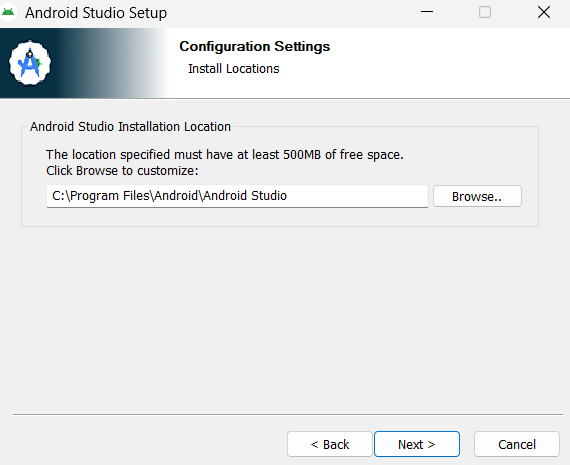 Android Studio Setup
Configuration Settings
Install Locations
Android Studio Installation Location
The location specified must have at least 500MB of free space.
Click Browse to customize:
C:\Program Files\Android\Android Studio
Browse..
< Back
Next >
Cancel